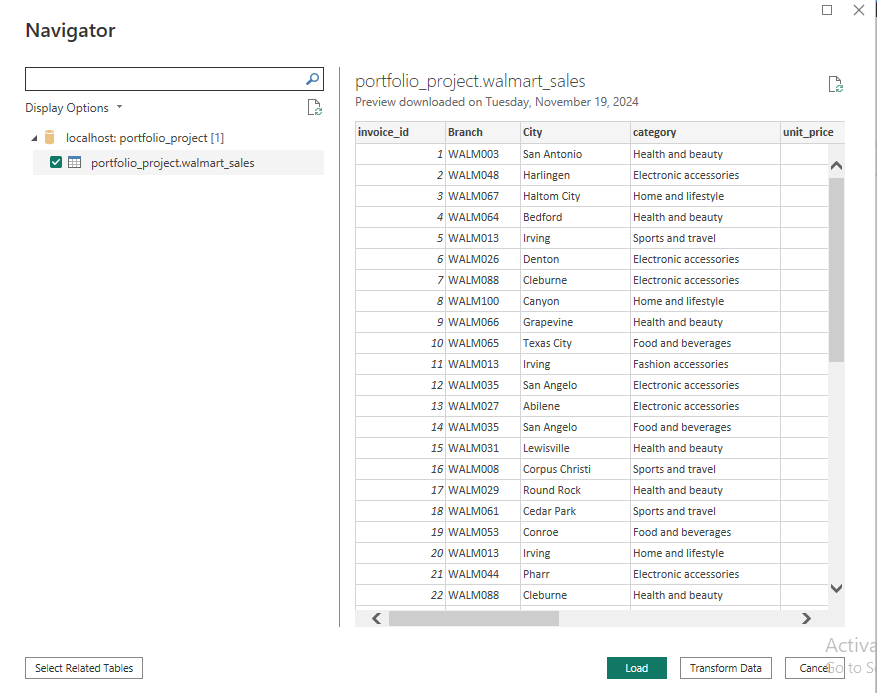 Navigator
Display Options
localhost: portfolio_project [1]
portfolio_project.walmart_sales
portfolio_project.walmart_sales
Preview downloaded on Tuesday, November 19, 2024
invoice_id Branch City category unit_price
1 WALM003 San Antonio Health and beauty
2 WALM048 Harlingen Electronic accessories
3 WALM067 Haltom City Home and lifestyle
4 WALM064 Bedford Health and beauty
5 WALM013 Irving Sports and travel
6 WALM026 Denton Electronic accessories
7 WALM088 Cleburne Electronic accessories
8 WALM100 Canyon Home and lifestyle
9 WALM066 Grapevine Health and beauty
10 WALM065 Texas City Food and beverages
11 WALM013 Irving Fashion accessories
12 WALM035 San Angelo Electronic accessories
13 WALM027 Abilene Electronic accessories
14 WALM035 San Angelo Food and beverages
15 WALM031 Lewisville Health and beauty
16 WALM008 Corpus Christi Sports and travel
17 WALM029 Round Rock Health and beauty
18 WALM061 Cedar Park Sports and travel
19 WALM053 Conroe Food and beverages
20 WALM013 Irving Home and lifestyle
21 WALM044 Pharr Electronic accessories
22 WALM088 Cleburne Health and beauty
Activa
Go to S
Select Related Tables Load Transform Data Cancel